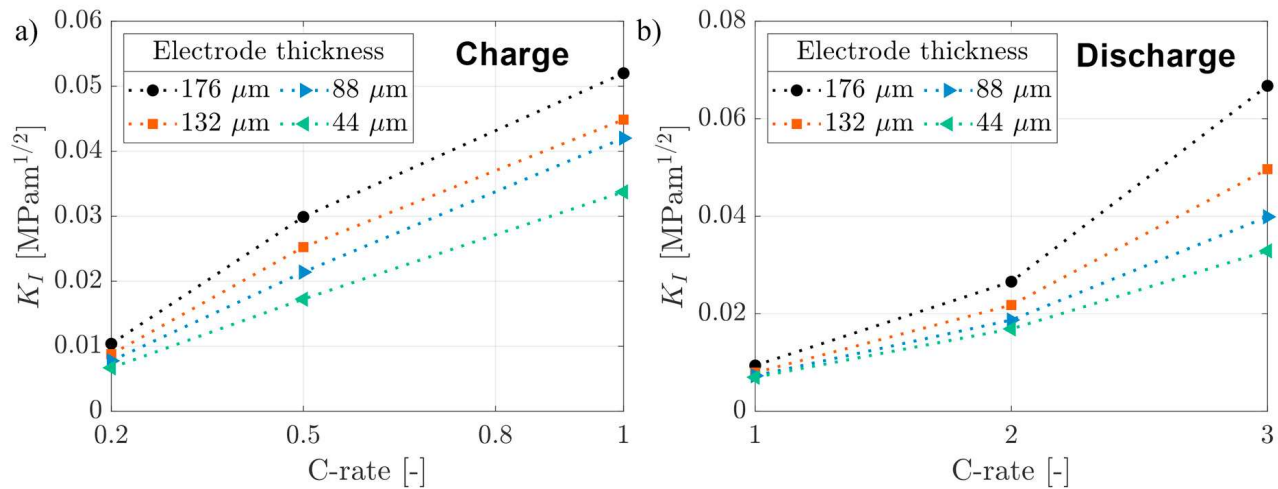 a)
Electrode thickness
176 μm 88 μm
132 μm 44 μm
Charge
K_I [MPam^{1/2}]
0.06
0.05
0.04
0.03
0.02
0.01
0
0.2 0.5 0.8 1
C-rate [-]
b)
Electrode thickness
176 μm 88 μm
132 μm 44 μm
Discharge
K_I [MPam^{1/2}]
0.08
0.06
0.04
0.02
0
1 2 3
C-rate [-]